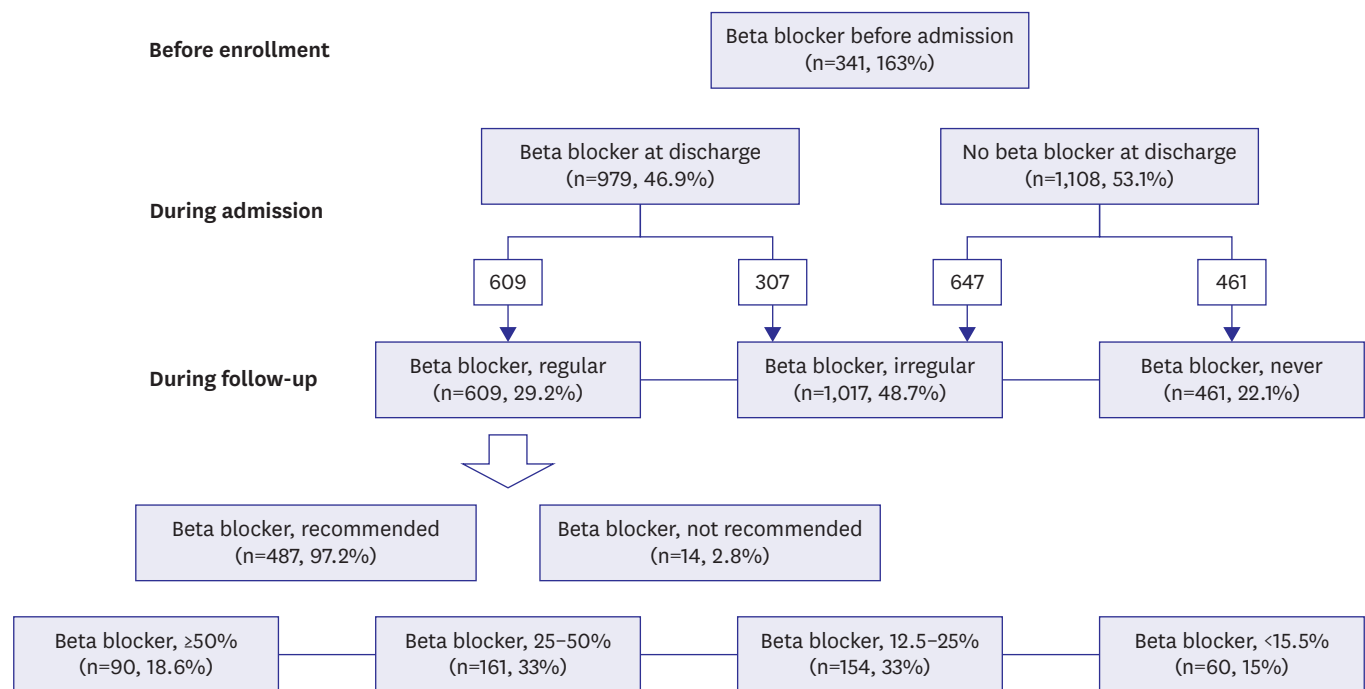 Before enrollment
Beta blocker before admission
(n=341, 163%)
Beta blocker at discharge
(n=979, 46.9%)
No beta blocker at discharge
(n=1,108, 53.1%)
During admission
609
307
647
461
During follow-up
Beta blocker, regular
(n=609, 29.2%)
Beta blocker, irregular
(n=1,017, 48.7%)
Beta blocker, never
(n=461, 22.1%)
Beta blocker, recommended
(n=487, 97.2%)
Beta blocker, not recommended
(n=14, 2.8%)
Beta blocker, ≥50%
(n=90, 18.6%)
Beta blocker, 25–50%
(n=161, 33%)
Beta blocker, 12.5–25%
(n=154, 33%)
Beta blocker, <15.5%
(n=60, 15%)